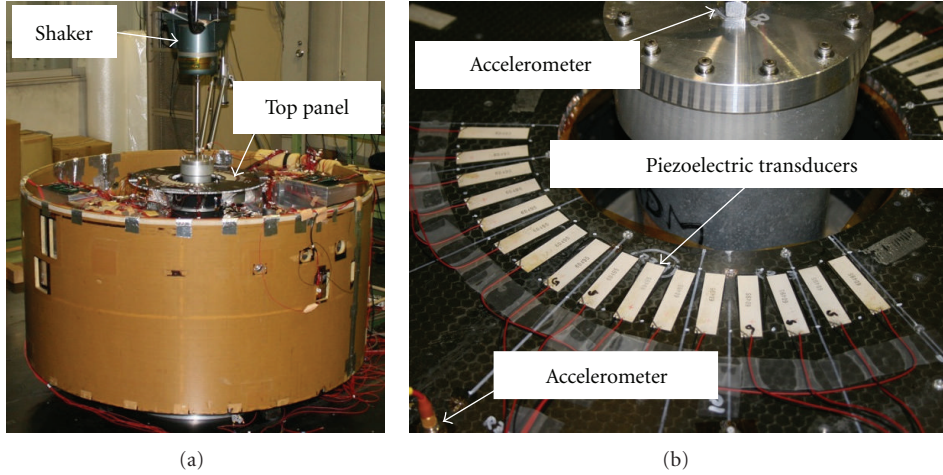 Shaker
Top panel
Accelerometer
Piezoelectric transducers
Accelerometer
(a)
(b)